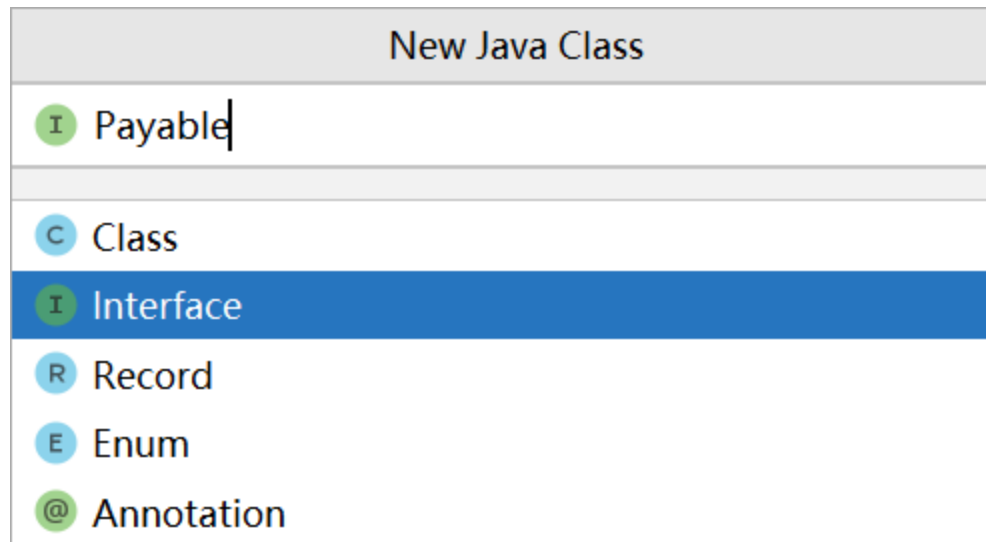 New Java Class
I Payable
C Class
I Interface
R Record
E Enum
@ Annotation